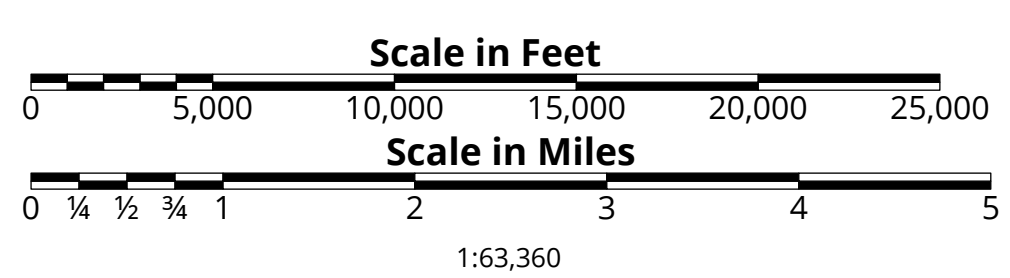 Scale in Feet
0 5,000 10,000 15,000 20,000 25,000
Scale in Miles
0 ¼ ½ ¾ 1 2 3 4 5
1:63,360